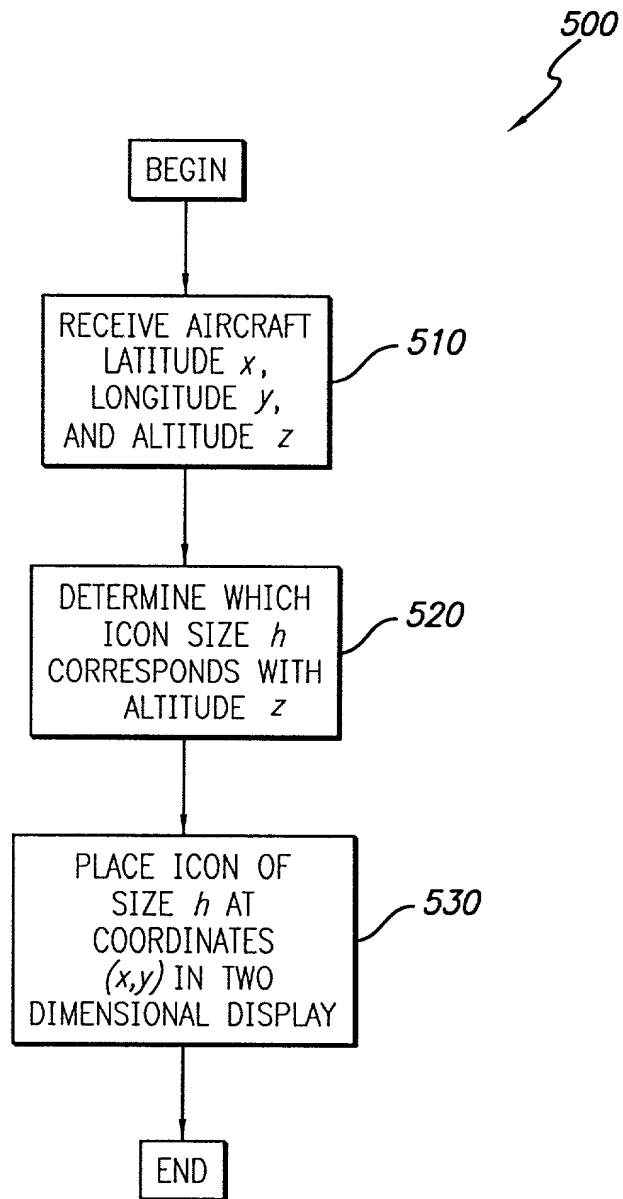 500
BEGIN
RECEIVE AIRCRAFT
LATITUDE x,
LONGITUDE y,
AND ALTITUDE z
510
DETERMINE WHICH
ICON SIZE h
CORRESPONDS WITH
ALTITUDE z
520
PLACE ICON OF
SIZE h AT
COORDINATES
(x,y) IN TWO
DIMENSIONAL DISPLAY
530
END